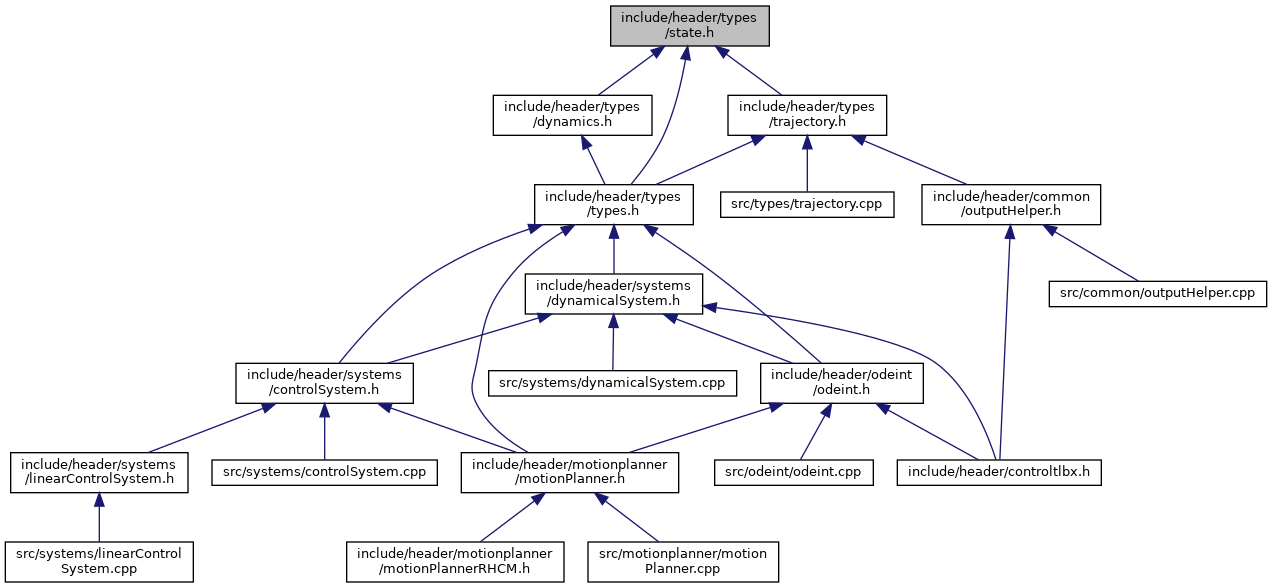 include/header/types
/state.h
include/header/types
/dynamics.h
include/header/types
/trajectory.h
include/header/types
/types.h
src/types/trajectory.cpp
include/header/common
/outputHelper.h
include/header/systems
/dynamicalSystem.h
src/common/outputHelper.cpp
include/header/systems
/controlSystem.h
src/systems/dynamicalSystem.cpp
include/header/odeint
/odeint.h
include/header/systems
/linearControlSystem.h
src/systems/controlSystem.cpp
include/header/motionplanner
/motionPlanner.h
src/odeint/odeint.cpp
include/header/controltlbx.h
src/systems/linearControl
System.cpp
include/header/motionplanner
/motionPlannerRHCM.h
src/motionplanner/motion
Planner.cpp